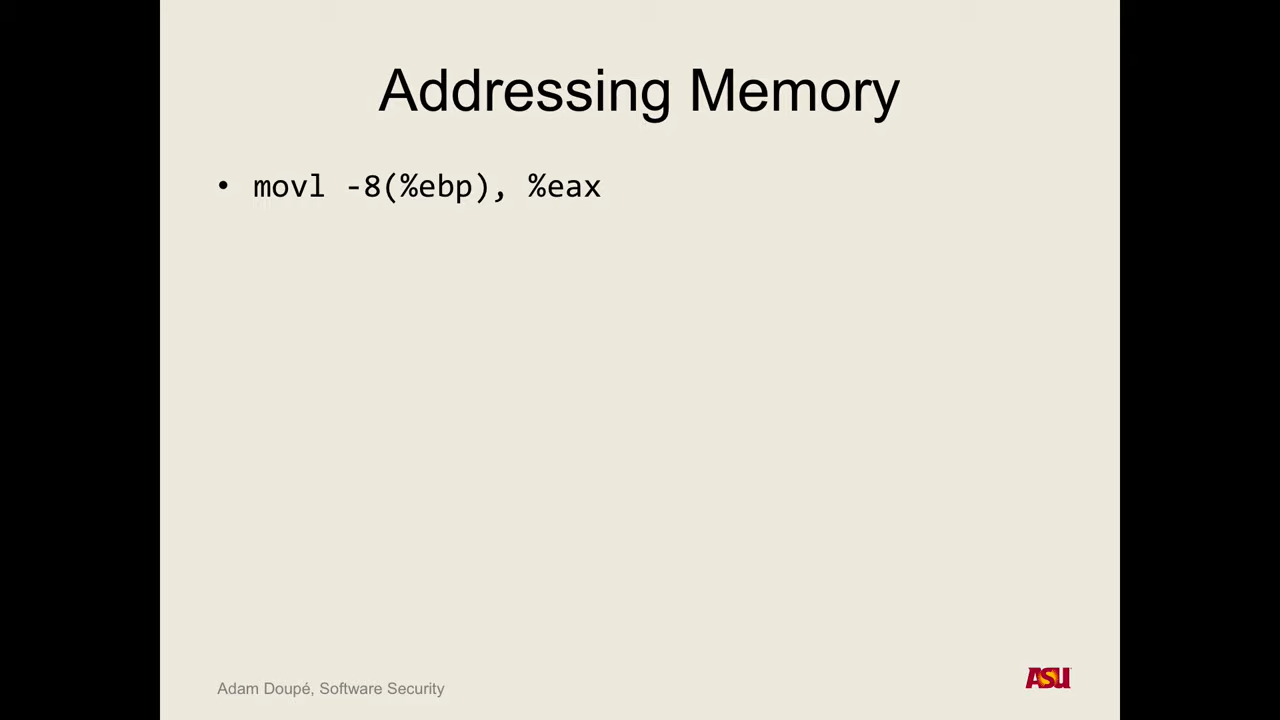 Addressing Memory
• movl -8(%ebp), %eax
Adam Doupé, Software Security
ASU